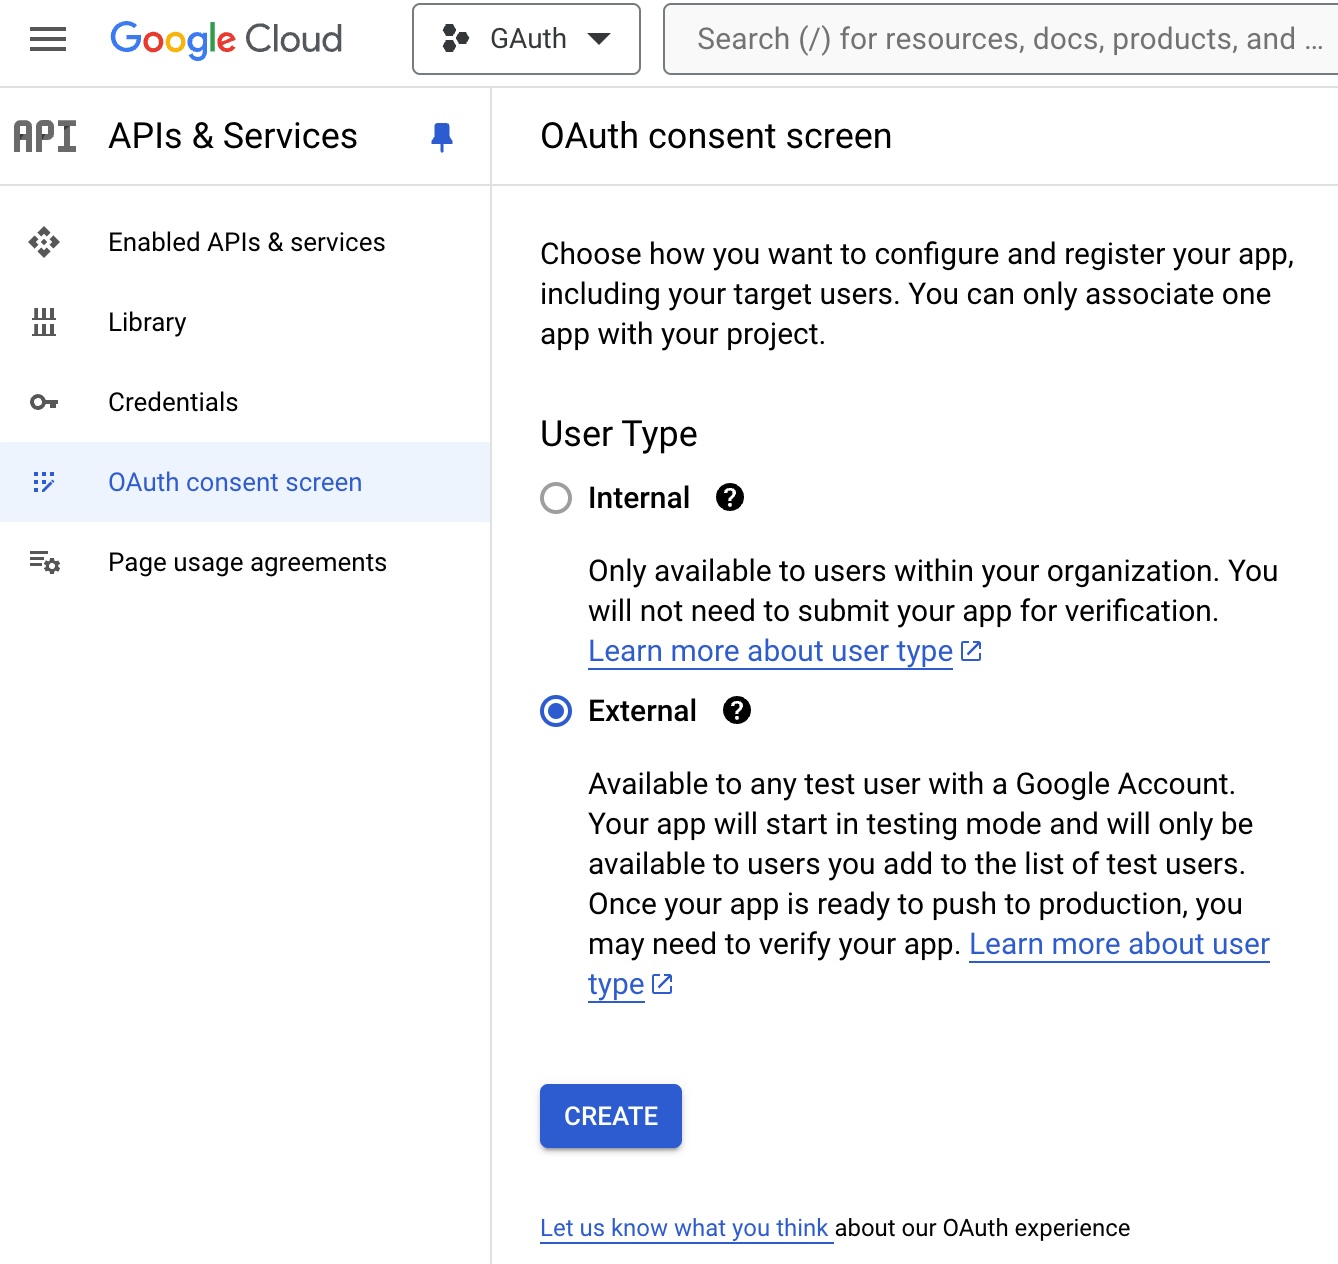 Google Cloud
GAuth
Search (/) for resources, docs, products, and ...
API
APIs & Services
OAuth consent screen
Enabled APIs & services
Library
Credentials
OAuth consent screen
Page usage agreements
Choose how you want to configure and register your app,
including your target users. You can only associate one
app with your project.
User Type
Internal ?
Only available to users within your organization. You
will not need to submit your app for verification.
Learn more about user type
External ?
Available to any test user with a Google Account.
Your app will start in testing mode and will only be
available to users you add to the list of test users.
Once your app is ready to push to production, you
may need to verify your app. Learn more about user
type
CREATE
Let us know what you think about our OAuth experience